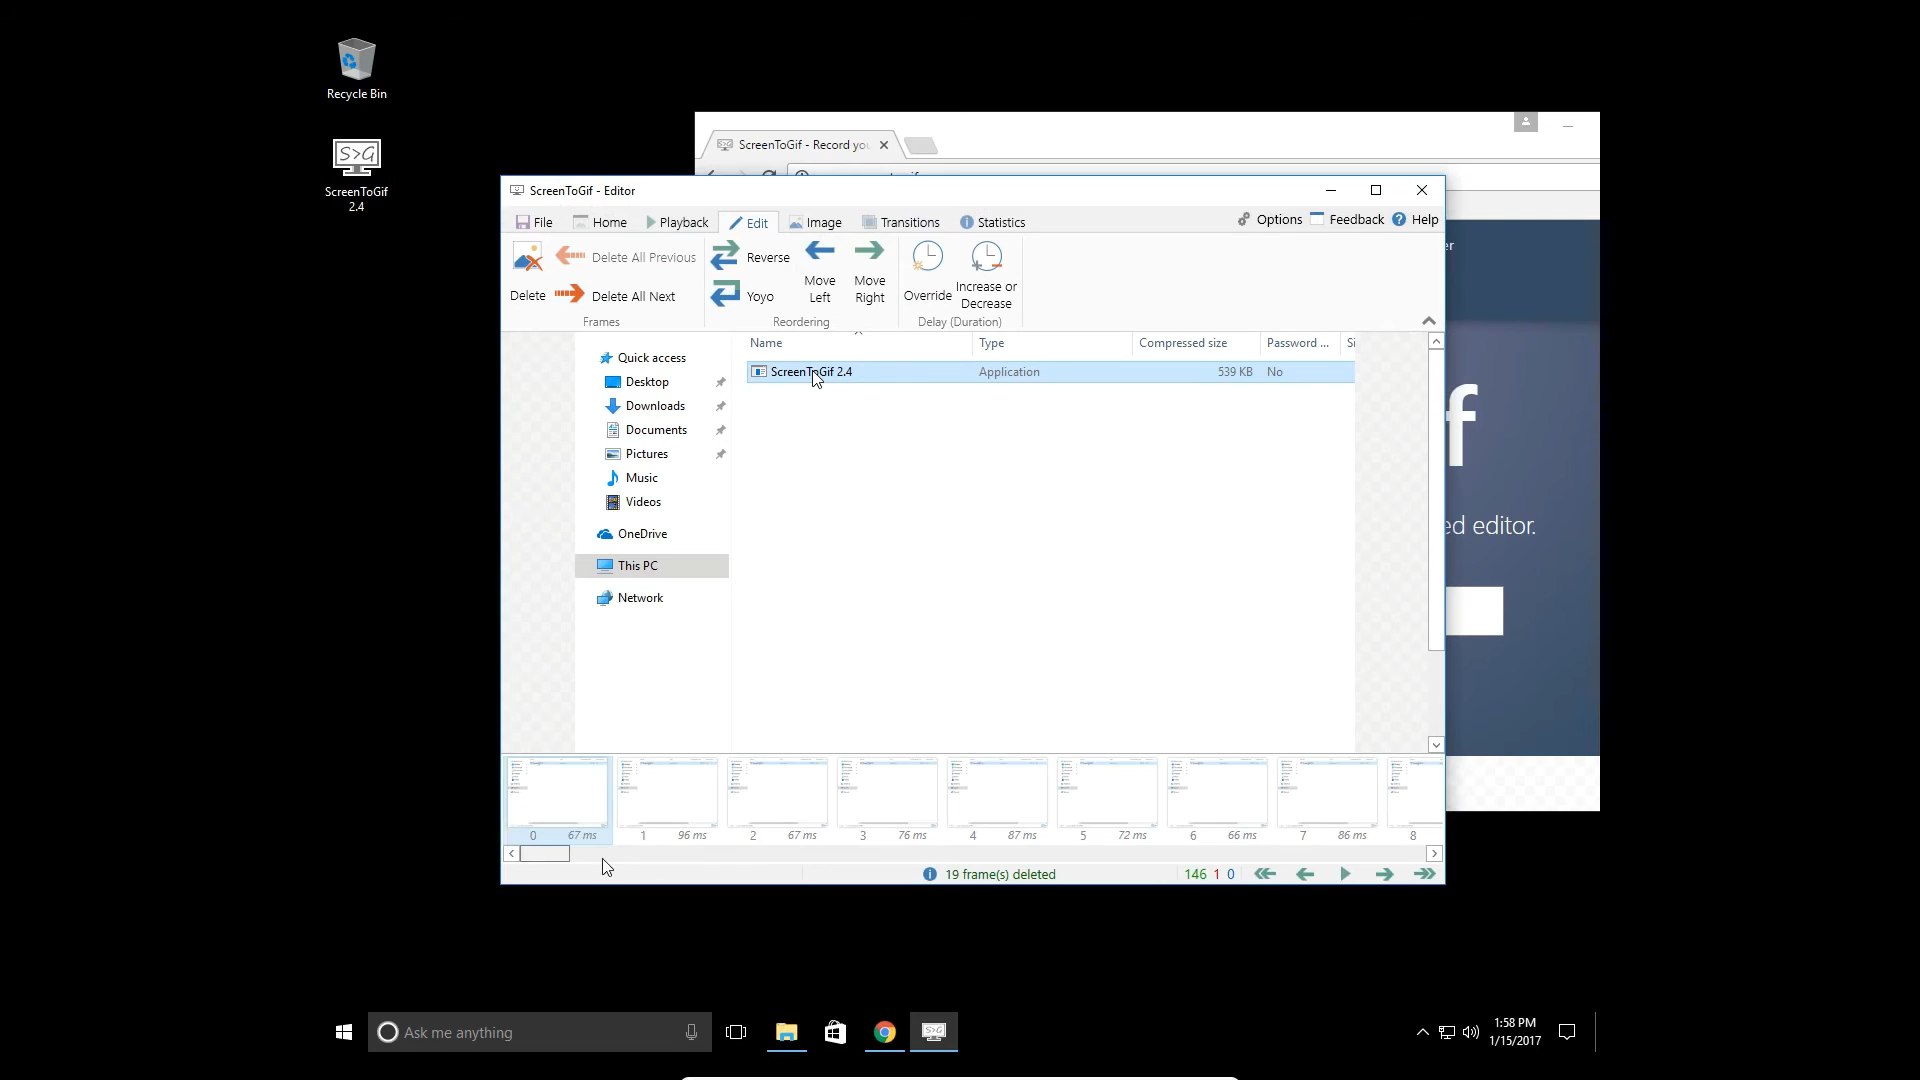 Recycle Bin
S>G
ScreenToGif
2.4
ScreenToGif - Record you
ScreenToGif - Editor
File
Home
Playback
Edit
Image
Transitions
Statistics
Options
Feedback
Help
Delete
Delete All Previous
Delete All Next
Frames
Reverse
Yoyo
Move
Left
Move
Right
Reordering
Override
Increase or
Decrease
Delay (Duration)
er
Name
Type
Compressed size
Password ...
Si
ScreenToGif 2.4
Application
539 KB
No
Quick access
Desktop
Downloads
Documents
Pictures
Music
Videos
OneDrive
This PC
Network
f
ed editor.
0 67 ms
1 96 ms
2 67 ms
3 76 ms
4 87 ms
5 72 ms
6 66 ms
7 86 ms
8
19 frame(s) deleted
146 1 0
Ask me anything
S>G
1:58 PM
1/15/2017